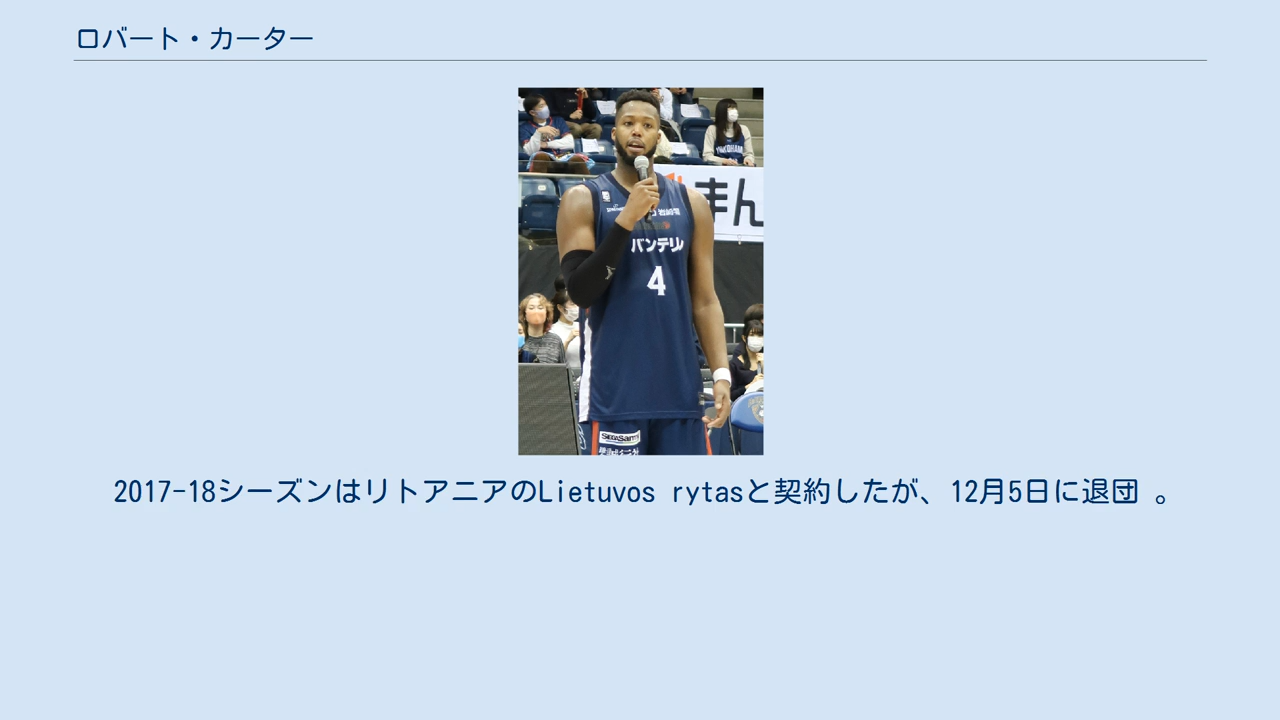 ロバート・カーター
YOKOHAMA
まん
バンテリン
4
SEGASammy
2017-18シーズンはリトアニアのLietuvos rytasと契約したが、12月5日に退団 。